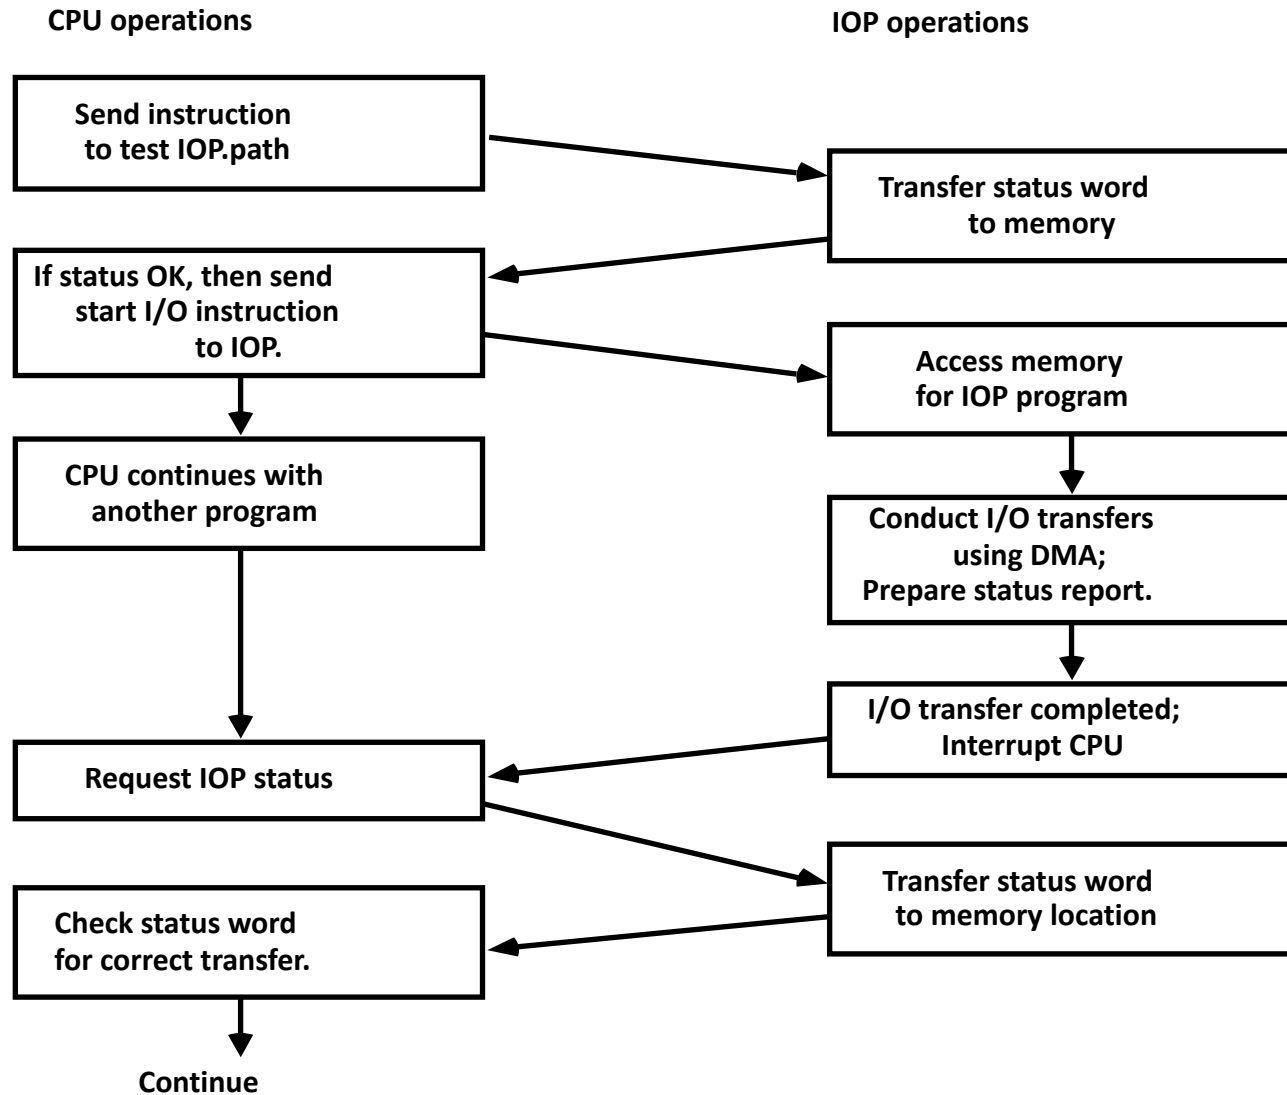 CPU operations
IOP operations
Send instruction
to test IOP.path
Transfer status word
to memory
If status OK, then send
start I/O instruction
to IOP.
Access memory
for IOP program
CPU continues with
another program
Conduct I/O transfers
using DMA;
Prepare status report.
I/O transfer completed;
Interrupt CPU
Request IOP status
Transfer status word
to memory location
Check status word
for correct transfer.
Continue